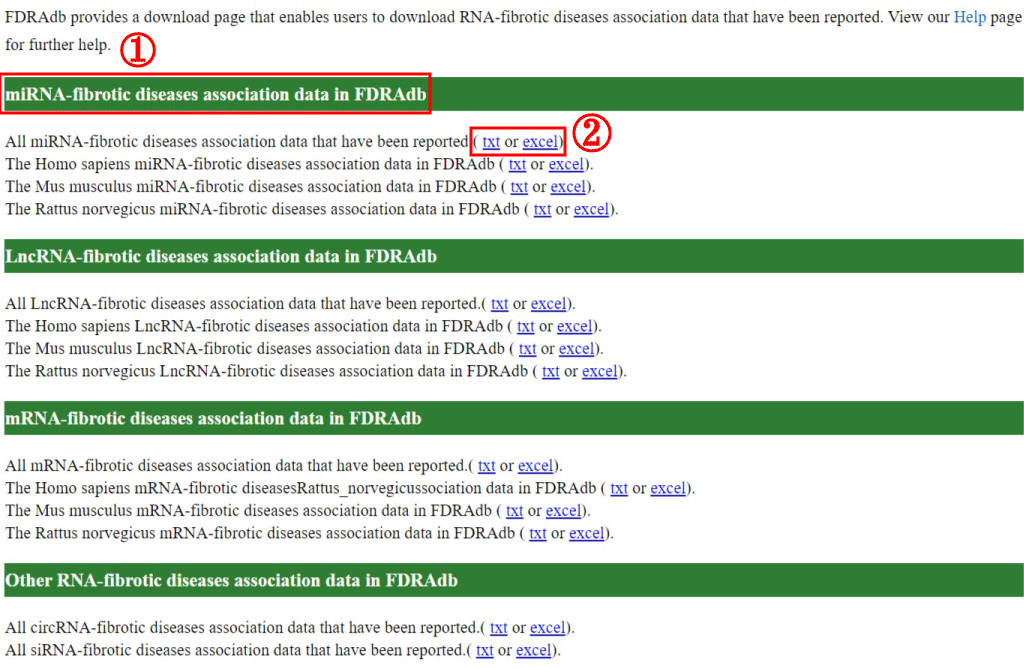 FDRAdb provides a download page that enables users to download RNA-fibrotic diseases association data that have been reported. View our Help page
for further help.
①
miRNA-fibrotic diseases association data in FDRAdb
All miRNA-fibrotic diseases association data that have been reported.( txt or excel).
②
The Homo sapiens miRNA-fibrotic diseases association data in FDRAdb ( txt or excel).
The Mus musculus miRNA-fibrotic diseases association data in FDRAdb ( txt or excel).
The Rattus norvegicus miRNA-fibrotic diseases association data in FDRAdb ( txt or excel).
LncRNA-fibrotic diseases association data in FDRAdb
All LncRNA-fibrotic diseases association data that have been reported.( txt or excel).
The Homo sapiens LncRNA-fibrotic diseases association data in FDRAdb ( txt or excel).
The Mus musculus LncRNA-fibrotic diseases association data in FDRAdb ( txt or excel).
The Rattus norvegicus LncRNA-fibrotic diseases association data in FDRAdb ( txt or excel).
mRNA-fibrotic diseases association data in FDRAdb
All mRNA-fibrotic diseases association data that have been reported.( txt or excel).
The Homo sapiens mRNA-fibrotic diseasesRattus_norvegicussociation data in FDRAdb ( txt or excel).
The Mus musculus mRNA-fibrotic diseases association data in FDRAdb ( txt or excel).
The Rattus norvegicus mRNA-fibrotic diseases association data in FDRAdb ( txt or excel).
Other RNA-fibrotic diseases association data in FDRAdb
All circRNA-fibrotic diseases association data that have been reported.( txt or excel).
All siRNA-fibrotic diseases association data that have been reported.( txt or excel).